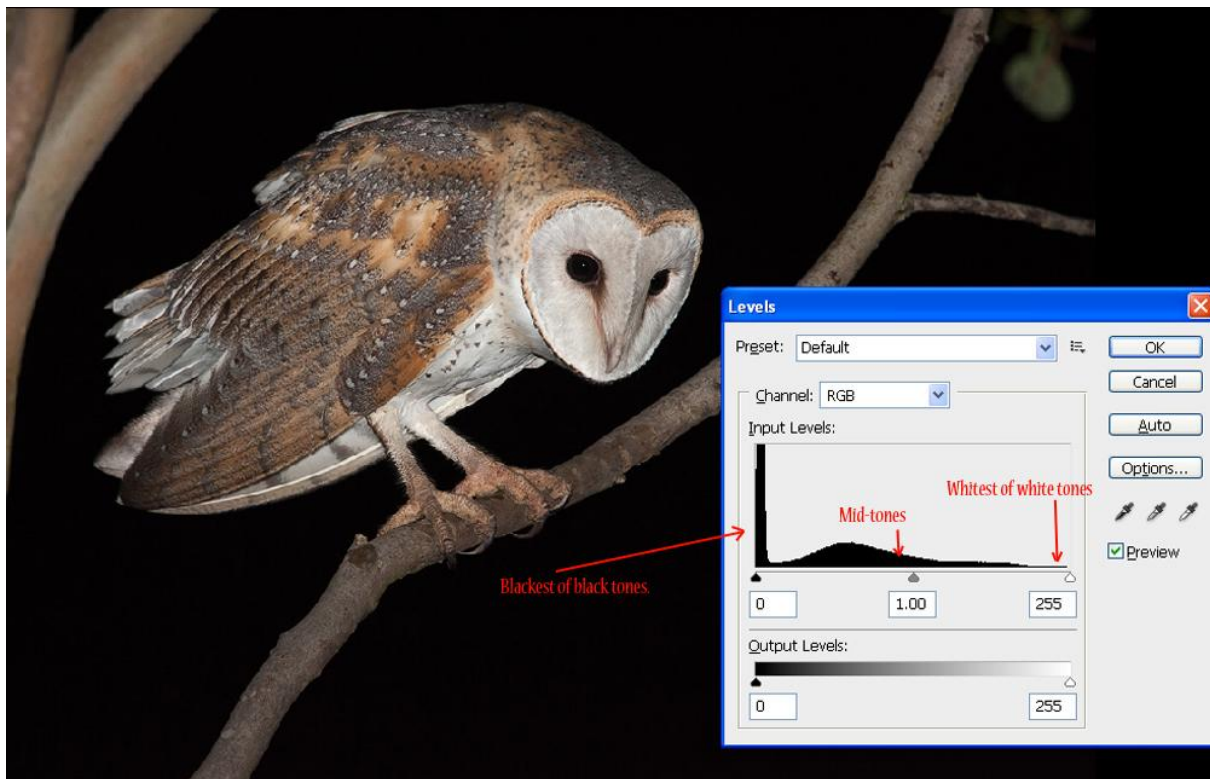 Levels
Preset: Default
OK
Channel: RGB
Cancel
Input Levels:
Auto
Options...
Whitest of white tones
Mid-tones
Preview
Blackest of black tones.
0 1.00 255
Output Levels:
0 255